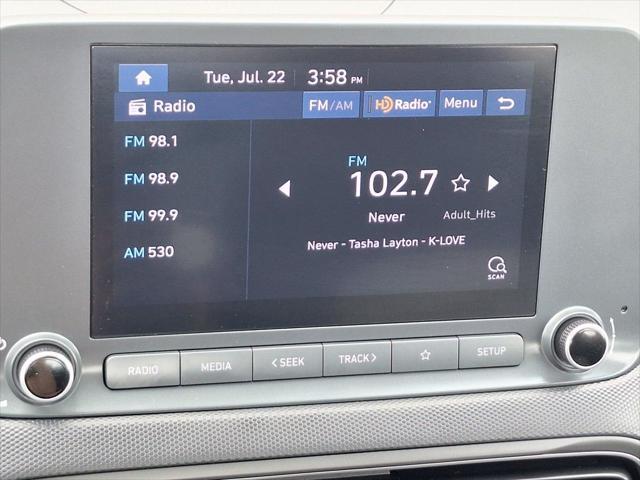 Tue, Jul. 22 3:58 PM
Radio FM/AM HD Radio Menu
FM 98.1
FM 98.9
FM 99.9
AM 530
FM
102.7
Never Adult_Hits
Never - Tasha Layton - K-LOVE
SCAN
RADIO MEDIA < SEEK TRACK > SETUP